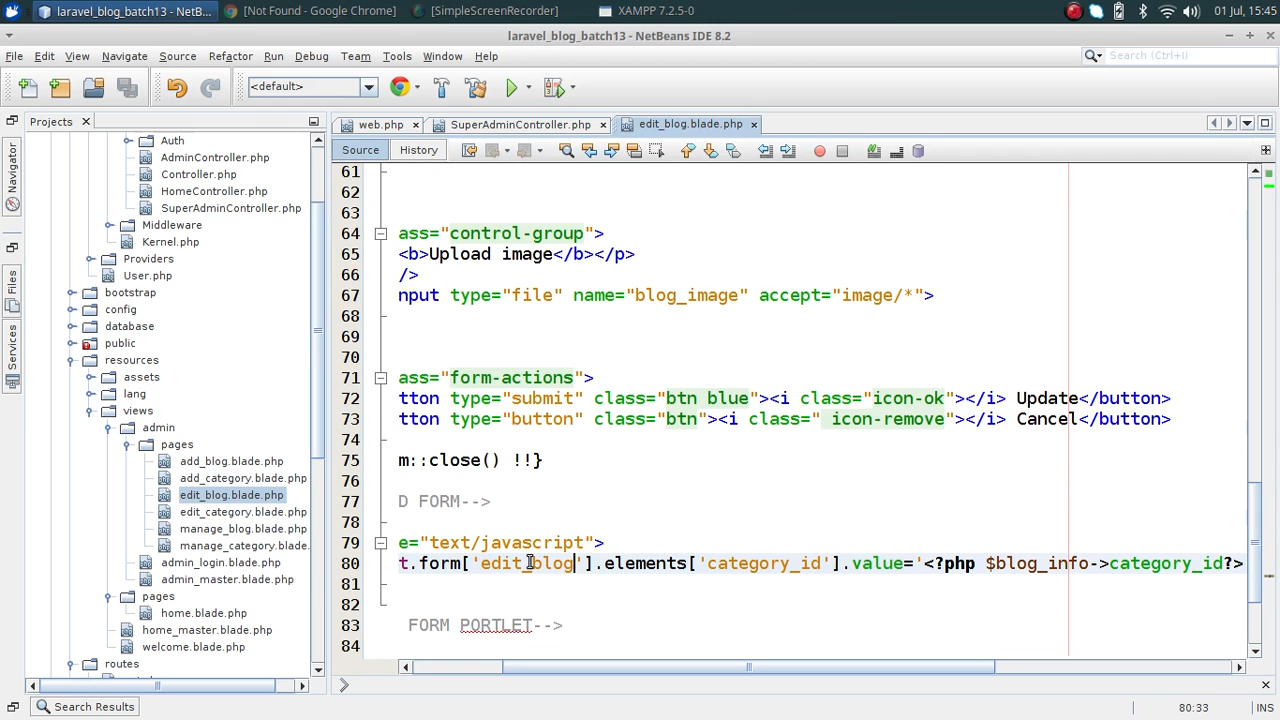 laravel_blog_batch13 - NetB...
[Not Found - Google Chrome]
[SimpleScreenRecorder]
XAMPP 7.2.5-0
01 Jul, 15:45
laravel_blog_batch13 - NetBeans IDE 8.2
File Edit View Navigate Source Refactor Run Debug Team Tools Window Help
Search (Ctrl+I)
<default>
Projects
web.php
SuperAdminController.php
edit_blog.blade.php
Source History
Navigator
Files
Services
Auth
AdminController.php
Controller.php
HomeController.php
SuperAdminController.php
Middleware
Kernel.php
Providers
User.php
bootstrap
config
database
public
resources
assets
lang
views
admin
pages
add_blog.blade.php
add_category.blade.php
edit_blog.blade.php
edit_category.blade.php
manage_blog.blade.php
manage_category.blade.
admin_login.blade.php
admin_master.blade.php
pages
home.blade.php
home_master.blade.php
welcome.blade.php
routes
61
62
63
64 ass="control-group">
65 <b>Upload image</b></p>
66 />
67 nput type="file" name="blog_image" accept="image/*">
68
69
70
71 ass="form-actions">
72 tton type="submit" class="btn blue"><i class="icon-ok"></i> Update</button>
73 tton type="button" class="btn"><i class=" icon-remove"></i> Cancel</button>
74
75 m::close() !!}
76
77 D FORM-->
78
79 e="text/javascript">
80 t.form['edit_blog'].elements['category_id'].value='<?php $blog_info->category_id?>
81
82
83 FORM PORTLET-->
84
Search Results
80:33
INS